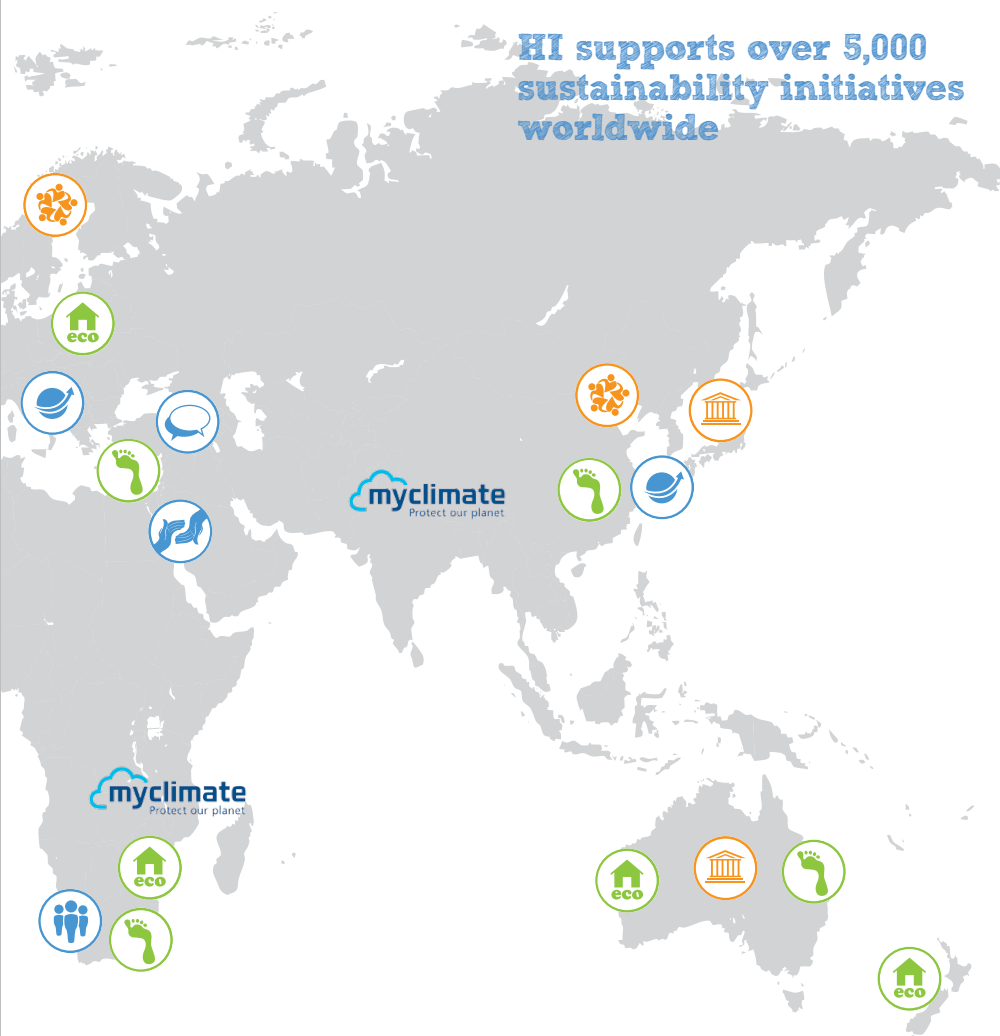 HI supports over 5,000
sustainability initiatives
worldwide
eco
myclimate
Protect our planet
myclimate
Protect our planet
eco
eco
eco